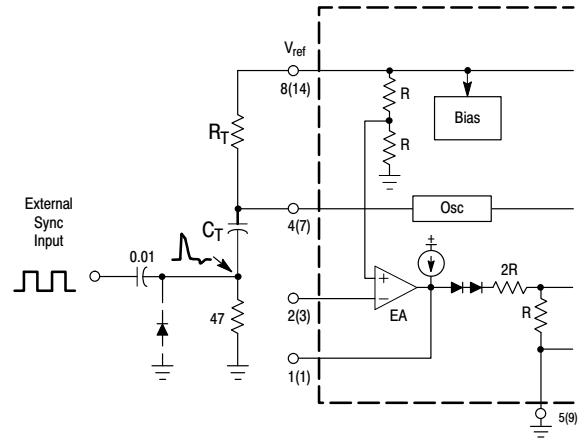 Vref
8(14)
R
Bias
RT
R
External
Sync
Input
4(7)
Osc
CT
0.01
+
2R
47
2(3)
+
−
EA
R
1(1)
5(9)